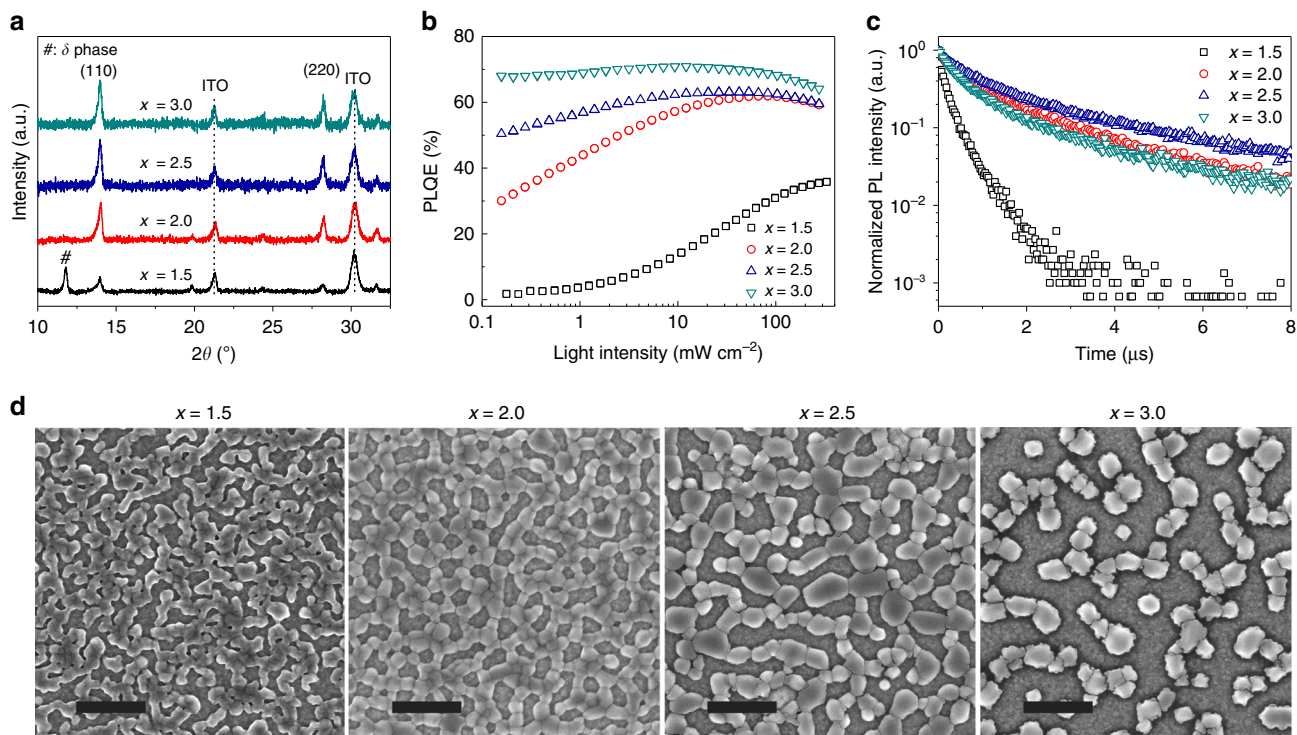 a
#: δ phase
(110)
ITO
(220)
ITO
x = 3.0
x = 2.5
x = 2.0
#
x = 1.5
Intensity (a.u.)
10 15 20 25 30
2θ (°)
b
80
60
40
20
0
PLQE (%)
x = 1.5
x = 2.0
x = 2.5
x = 3.0
0.1 1 10 100
Light intensity (mW cm−2)
c
100
10−1
10−2
10−3
Normalized PL intensity (a.u.)
x = 1.5
x = 2.0
x = 2.5
x = 3.0
0 2 4 6 8
Time (μs)
d
x = 1.5 x = 2.0 x = 2.5 x = 3.0